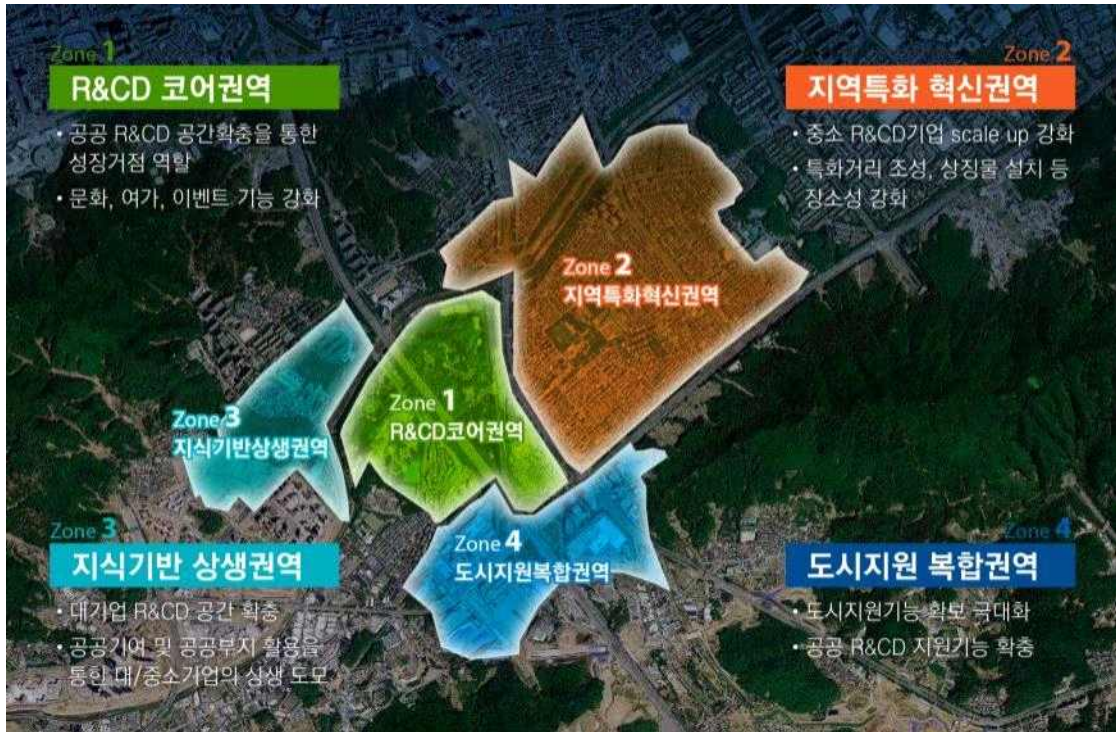 Zone 1
R&CD 코어권역
• 공공 R&CD 공간확충을 통한
성장거점 역할
• 문화, 여가, 이벤트 기능 강화
Zone 2
지역특화 혁신권역
• 중소 R&CD기업 scale up 강화
• 특화거리 조성, 상징물 설치 등
장소성 강화
Zone 2
지역특화혁신권역
Zone 1
R&CD코어권역
Zone 3
지식기반상생권역
Zone 4
도시지원복합권역
Zone 3
지식기반 상생권역
• 대기업 R&CD 공간 확충
• 공공기여 및 공공부지 활용을
통한 대/중소기업의 상생 도모
Zone 4
도시지원 복합권역
• 도시지원기능 확보 극대화
• 공공 R&CD 지원기능 확충